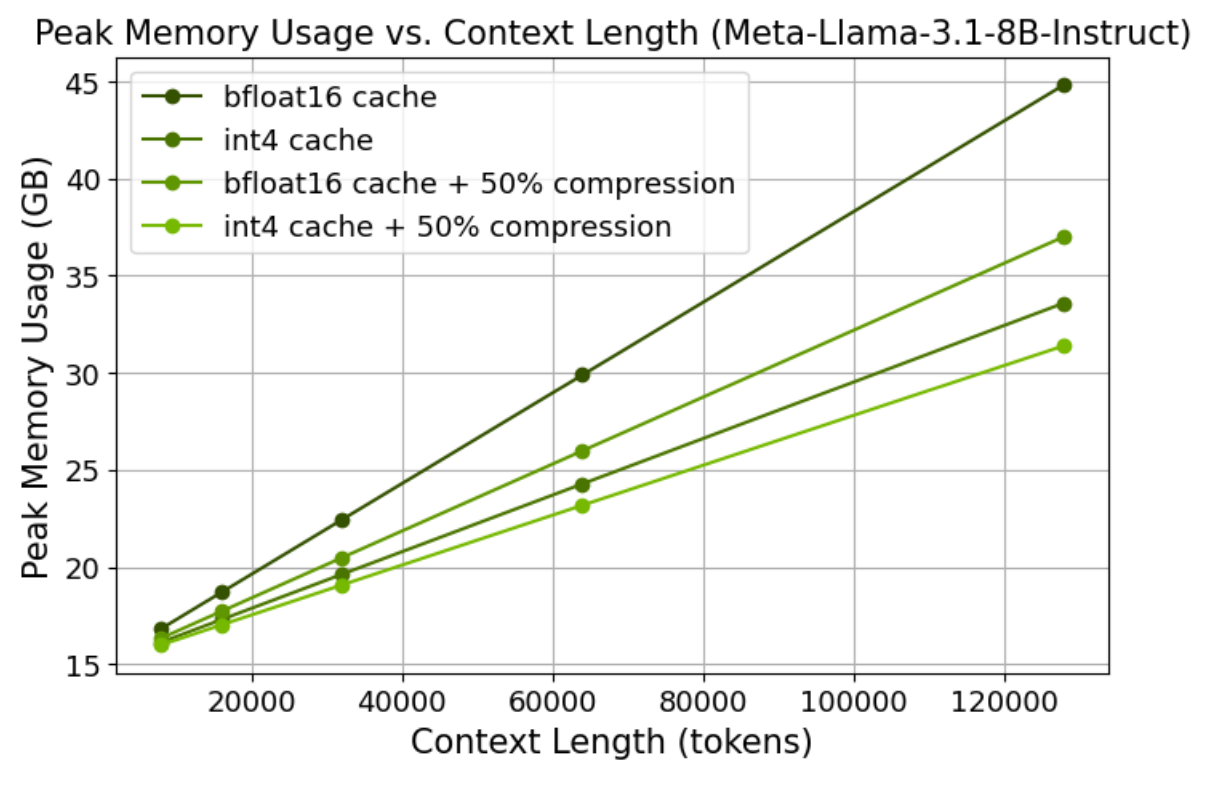 Peak Memory Usage vs. Context Length (Meta-Llama-3.1-8B-Instruct)
bfloat16 cache
int4 cache
bfloat16 cache + 50% compression
int4 cache + 50% compression
Peak Memory Usage (GB)
45
40
35
30
25
20
15
20000 40000 60000 80000 100000 120000
Context Length (tokens)